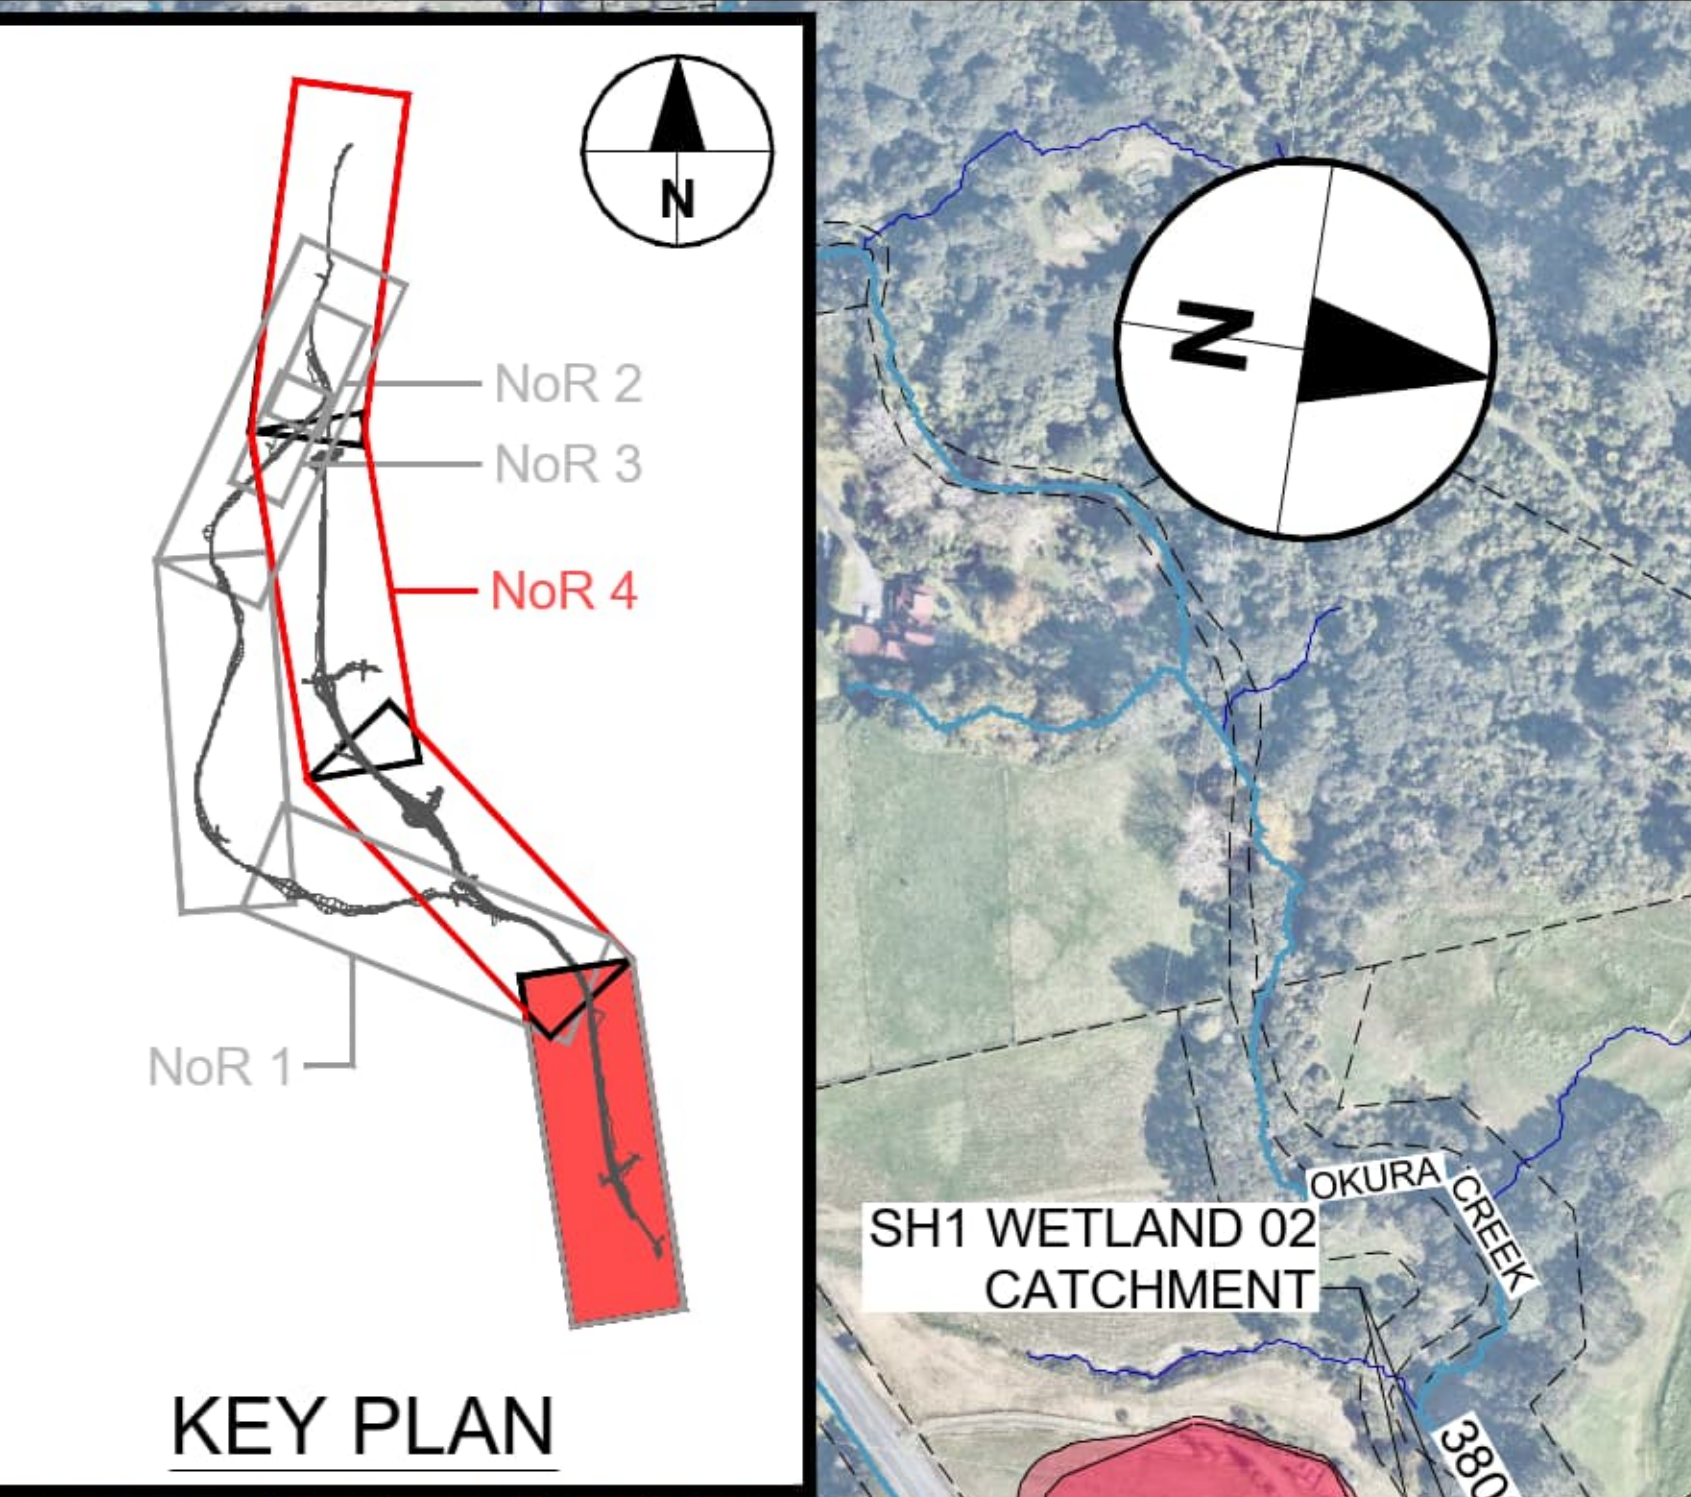 N
NoR 2
NoR 3
NoR 4
NoR 1
KEY PLAN
N
OKURA
CREEK
SH1 WETLAND 02
CATCHMENT
380